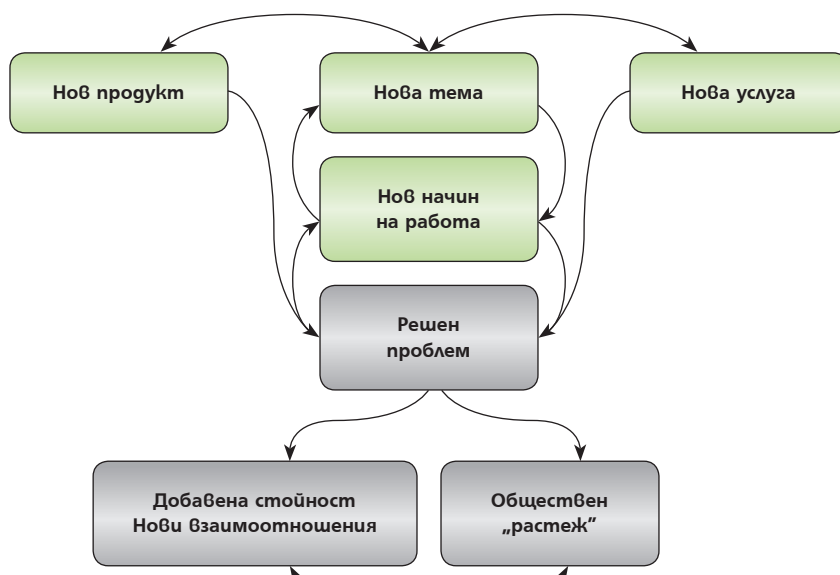 Нов продукт
Нова тема
Нова услуга
Нов начин
на работа
Решен
проблем
Добавена стойност
Нови взаимоотношения
Обществен
„растеж”